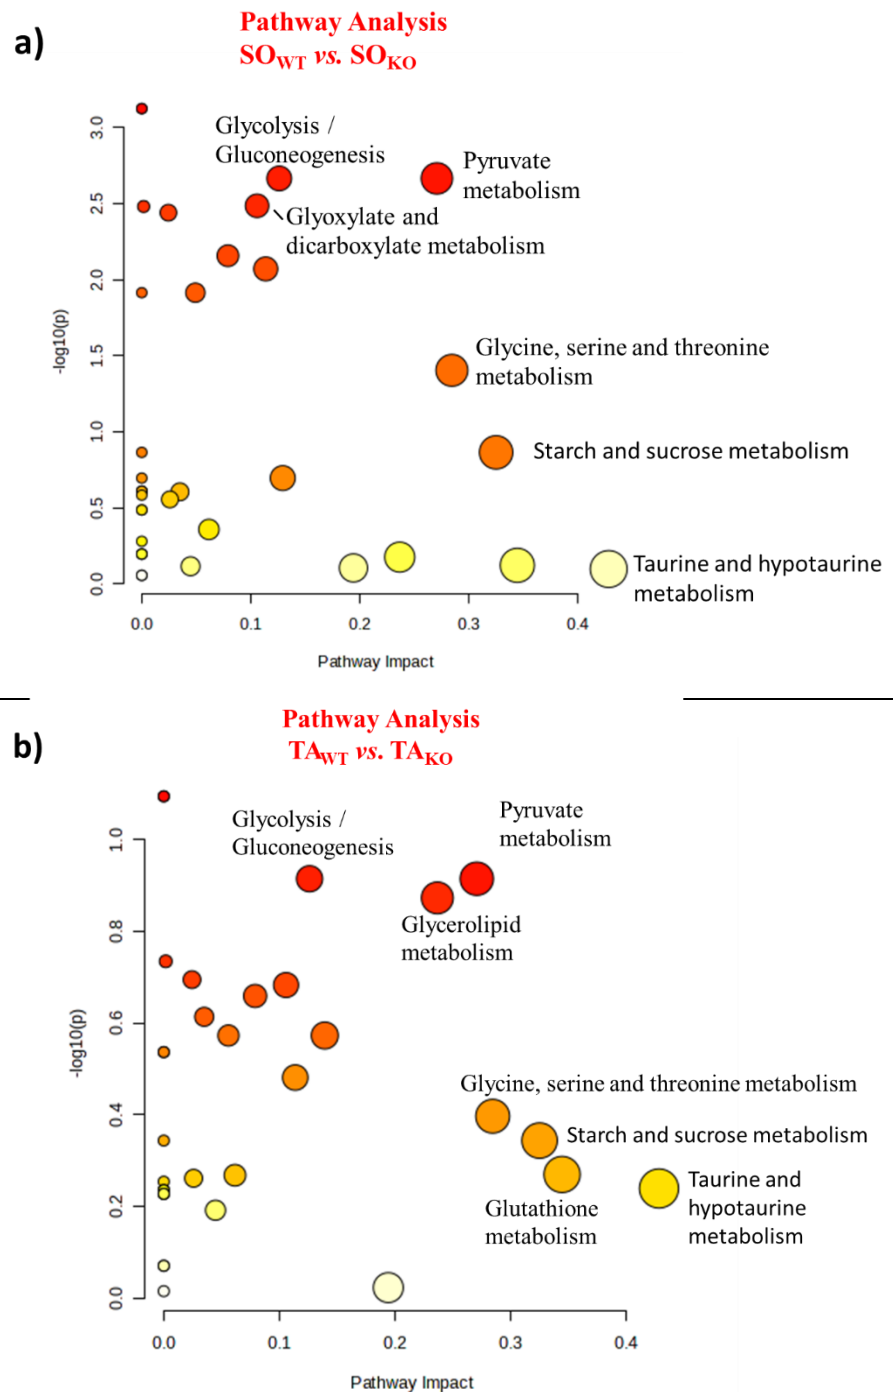 a)
Pathway Analysis
SOWT vs. SOKO
Glycolysis /
Gluconeogenesis
Pyruvate
metabolism
Glyoxylate and
dicarboxylate metabolism
Glycine, serine and threonine
metabolism
Starch and sucrose metabolism
Taurine and hypotaurine
metabolism
-log10(p)
3.0
2.5
2.0
1.5
1.0
0.5
0.0
0.0 0.1 0.2 0.3 0.4
Pathway Impact
b)
Pathway Analysis
TAWT vs. TAKO
Glycolysis /
Gluconeogenesis
Pyruvate
metabolism
Glycerolipid
metabolism
Glycine, serine and threonine metabolism
Starch and sucrose metabolism
Glutathione
metabolism
Taurine and
hypotaurine
metabolism
-log10(p)
1.0
0.8
0.6
0.4
0.2
0.0
0.0 0.1 0.2 0.3 0.4
Pathway Impact